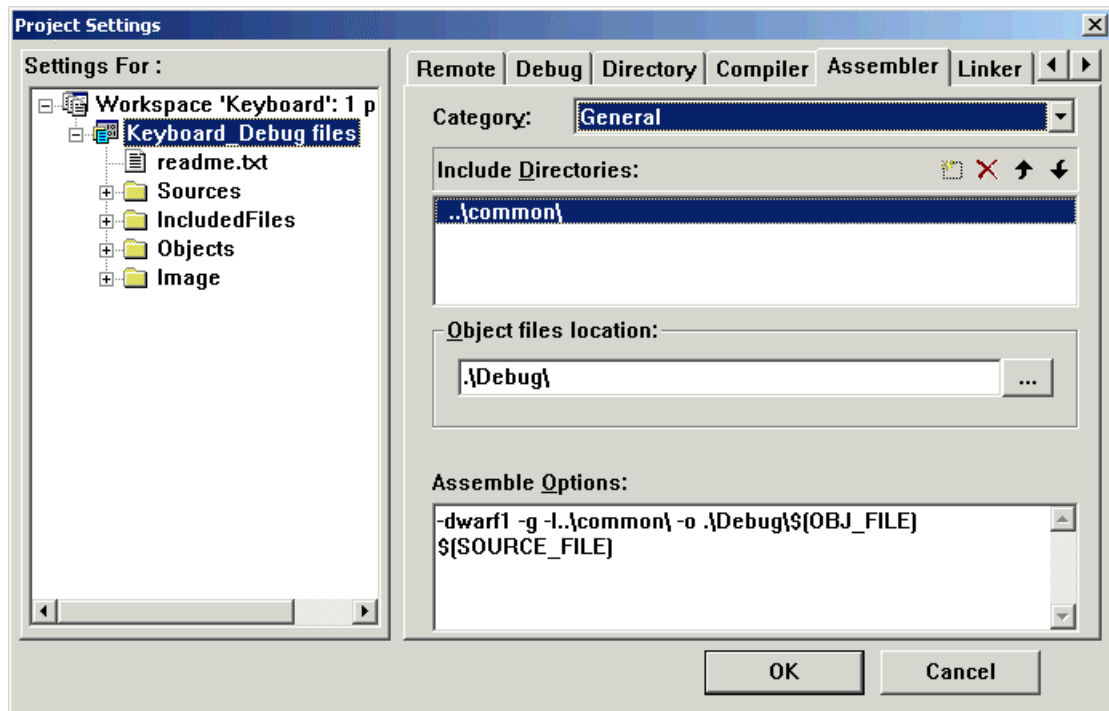 Project Settings
Settings For :
Workspace 'Keyboard': 1 p
Keyboard_Debug files
readme.txt
Sources
IncludedFiles
Objects
Image
Remote Debug Directory Compiler Assembler Linker
Category: General
Include Directories:
..\common\
Object files location:
.\Debug\
...
Assemble Options:
-dwarf1 -g -I..\common\ -o .\Debug\$(OBJ_FILE)
$(SOURCE_FILE)
OK Cancel